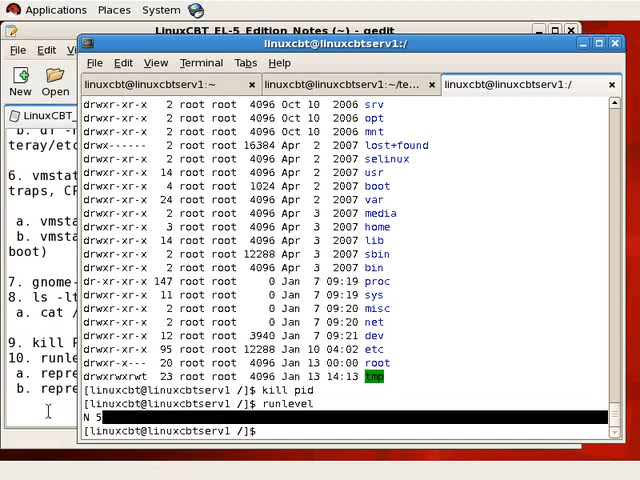 Applications Places System
LinuxCBT EL-5 Edition Notes (~) - gedit
File Edit
New Open
LinuxCBT_
b. df -h
teray/etc
6. vmstat
traps, CP
a. vmsta
b. vmsta
boot)
7. gnome-
8. ls -lt
a. cat /
9. kill P
10. runle
a. repre
b. repre
linuxcbt@linuxcbtserv1:/
File Edit View Terminal Tabs Help
linuxcbt@linuxcbtserv1:~ linuxcbt@linuxcbtserv1:~/te... linuxcbt@linuxcbtserv1:/
drwxr-xr-x 2 root root 4096 Oct 10 2006 srv
drwxr-xr-x 2 root root 4096 Oct 10 2006 opt
drwxr-xr-x 2 root root 4096 Oct 10 2006 mnt
drwx------ 2 root root 16384 Apr 2 2007 lost+found
drwxr-xr-x 2 root root 4096 Apr 2 2007 selinux
drwxr-xr-x 14 root root 4096 Apr 2 2007 usr
drwxr-xr-x 4 root root 1024 Apr 2 2007 boot
drwxr-xr-x 24 root root 4096 Apr 2 2007 var
drwxr-xr-x 2 root root 4096 Apr 3 2007 media
drwxr-xr-x 3 root root 4096 Apr 3 2007 home
drwxr-xr-x 14 root root 4096 Apr 3 2007 lib
drwxr-xr-x 2 root root 12288 Apr 3 2007 sbin
drwxr-xr-x 2 root root 4096 Apr 3 2007 bin
dr-xr-xr-x 147 root root 0 Jan 7 09:19 proc
drwxr-xr-x 11 root root 0 Jan 7 09:19 sys
drwxr-xr-x 2 root root 0 Jan 7 09:20 misc
drwxr-xr-x 2 root root 0 Jan 7 09:20 net
drwxr-xr-x 12 root root 3940 Jan 7 09:21 dev
drwxr-xr-x 95 root root 12288 Jan 10 04:02 etc
drwxr-x--- 20 root root 4096 Jan 13 00:00 root
drwxrwxrwt 23 root root 4096 Jan 13 14:13 tmp
[linuxcbt@linuxcbtserv1 /]$ kill pid
[linuxcbt@linuxcbtserv1 /]$ runlevel
N 5
[linuxcbt@linuxcbtserv1 /]$